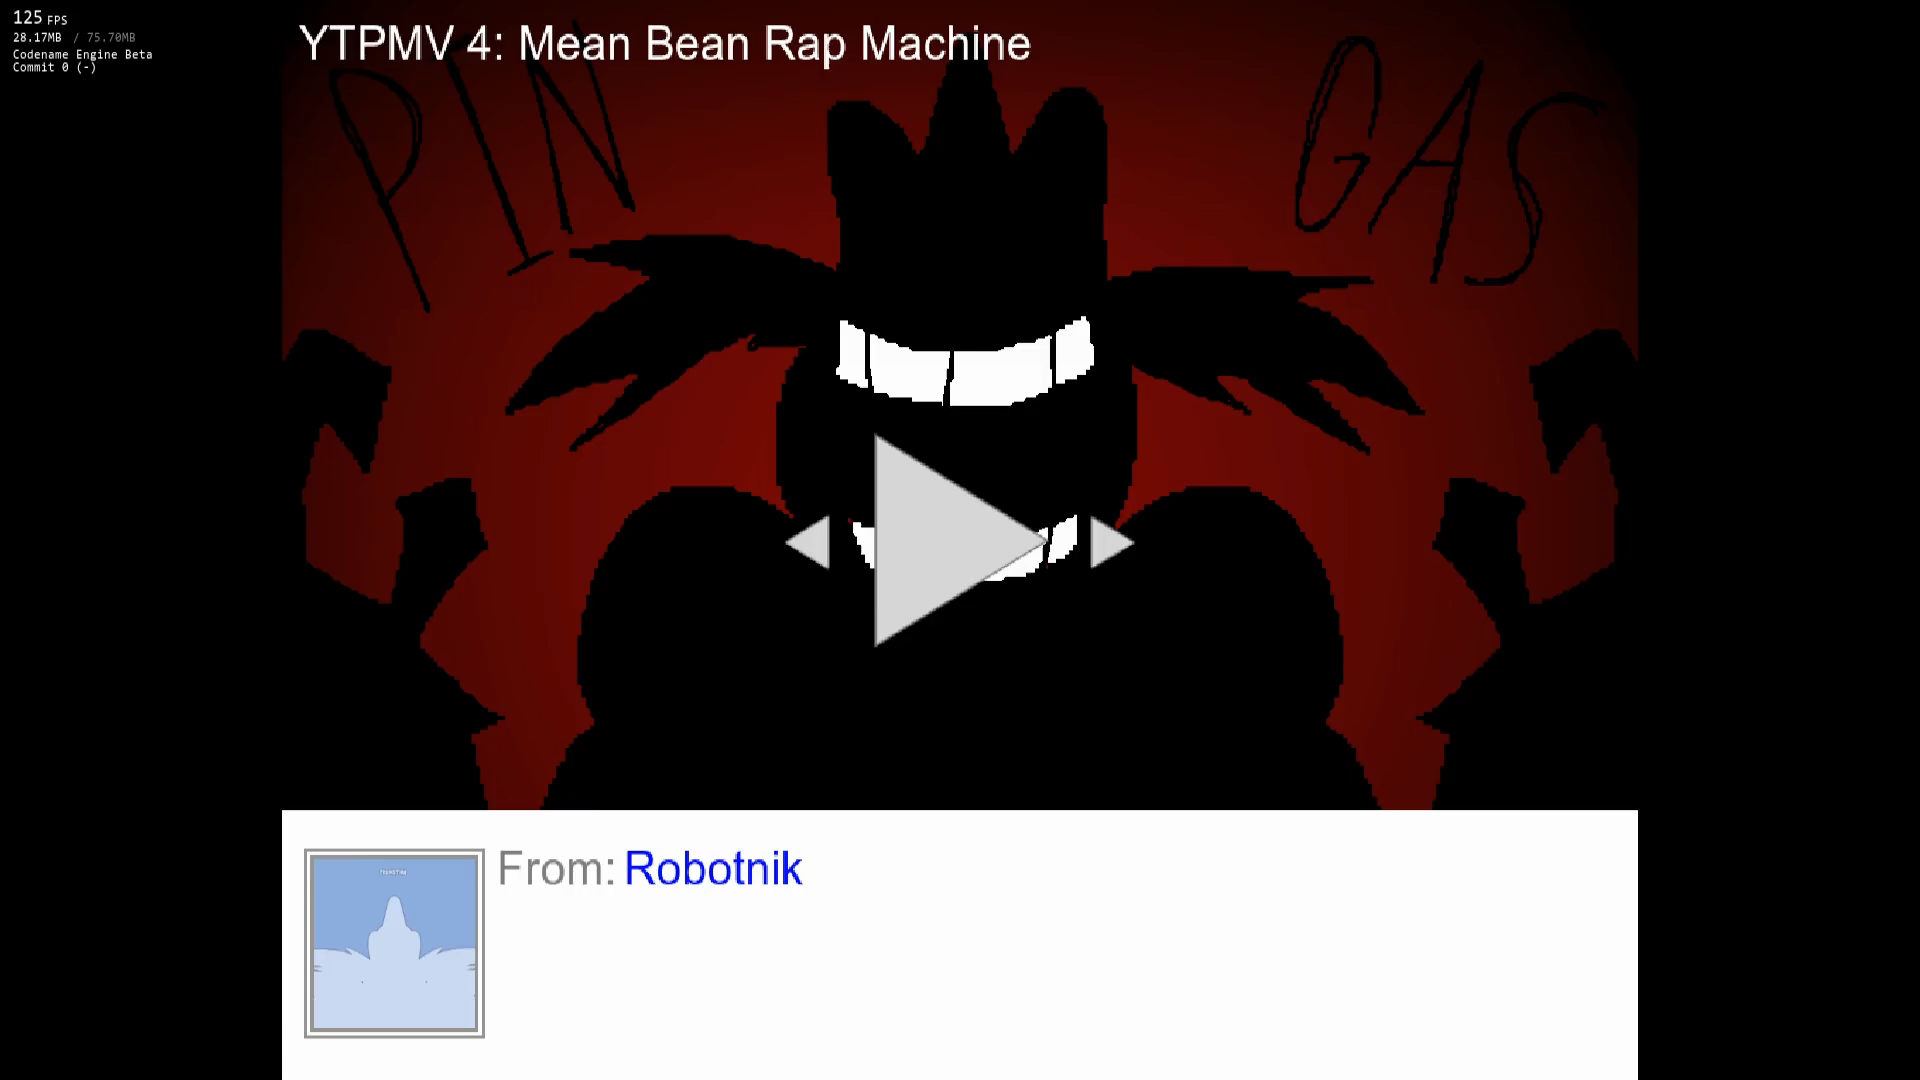 125 FPS
28.17MB / 75.70MB
Codename Engine Beta
Commit 0 (-)
YTPMV 4: Mean Bean Rap Machine
PIN GAS
From: Robotnik